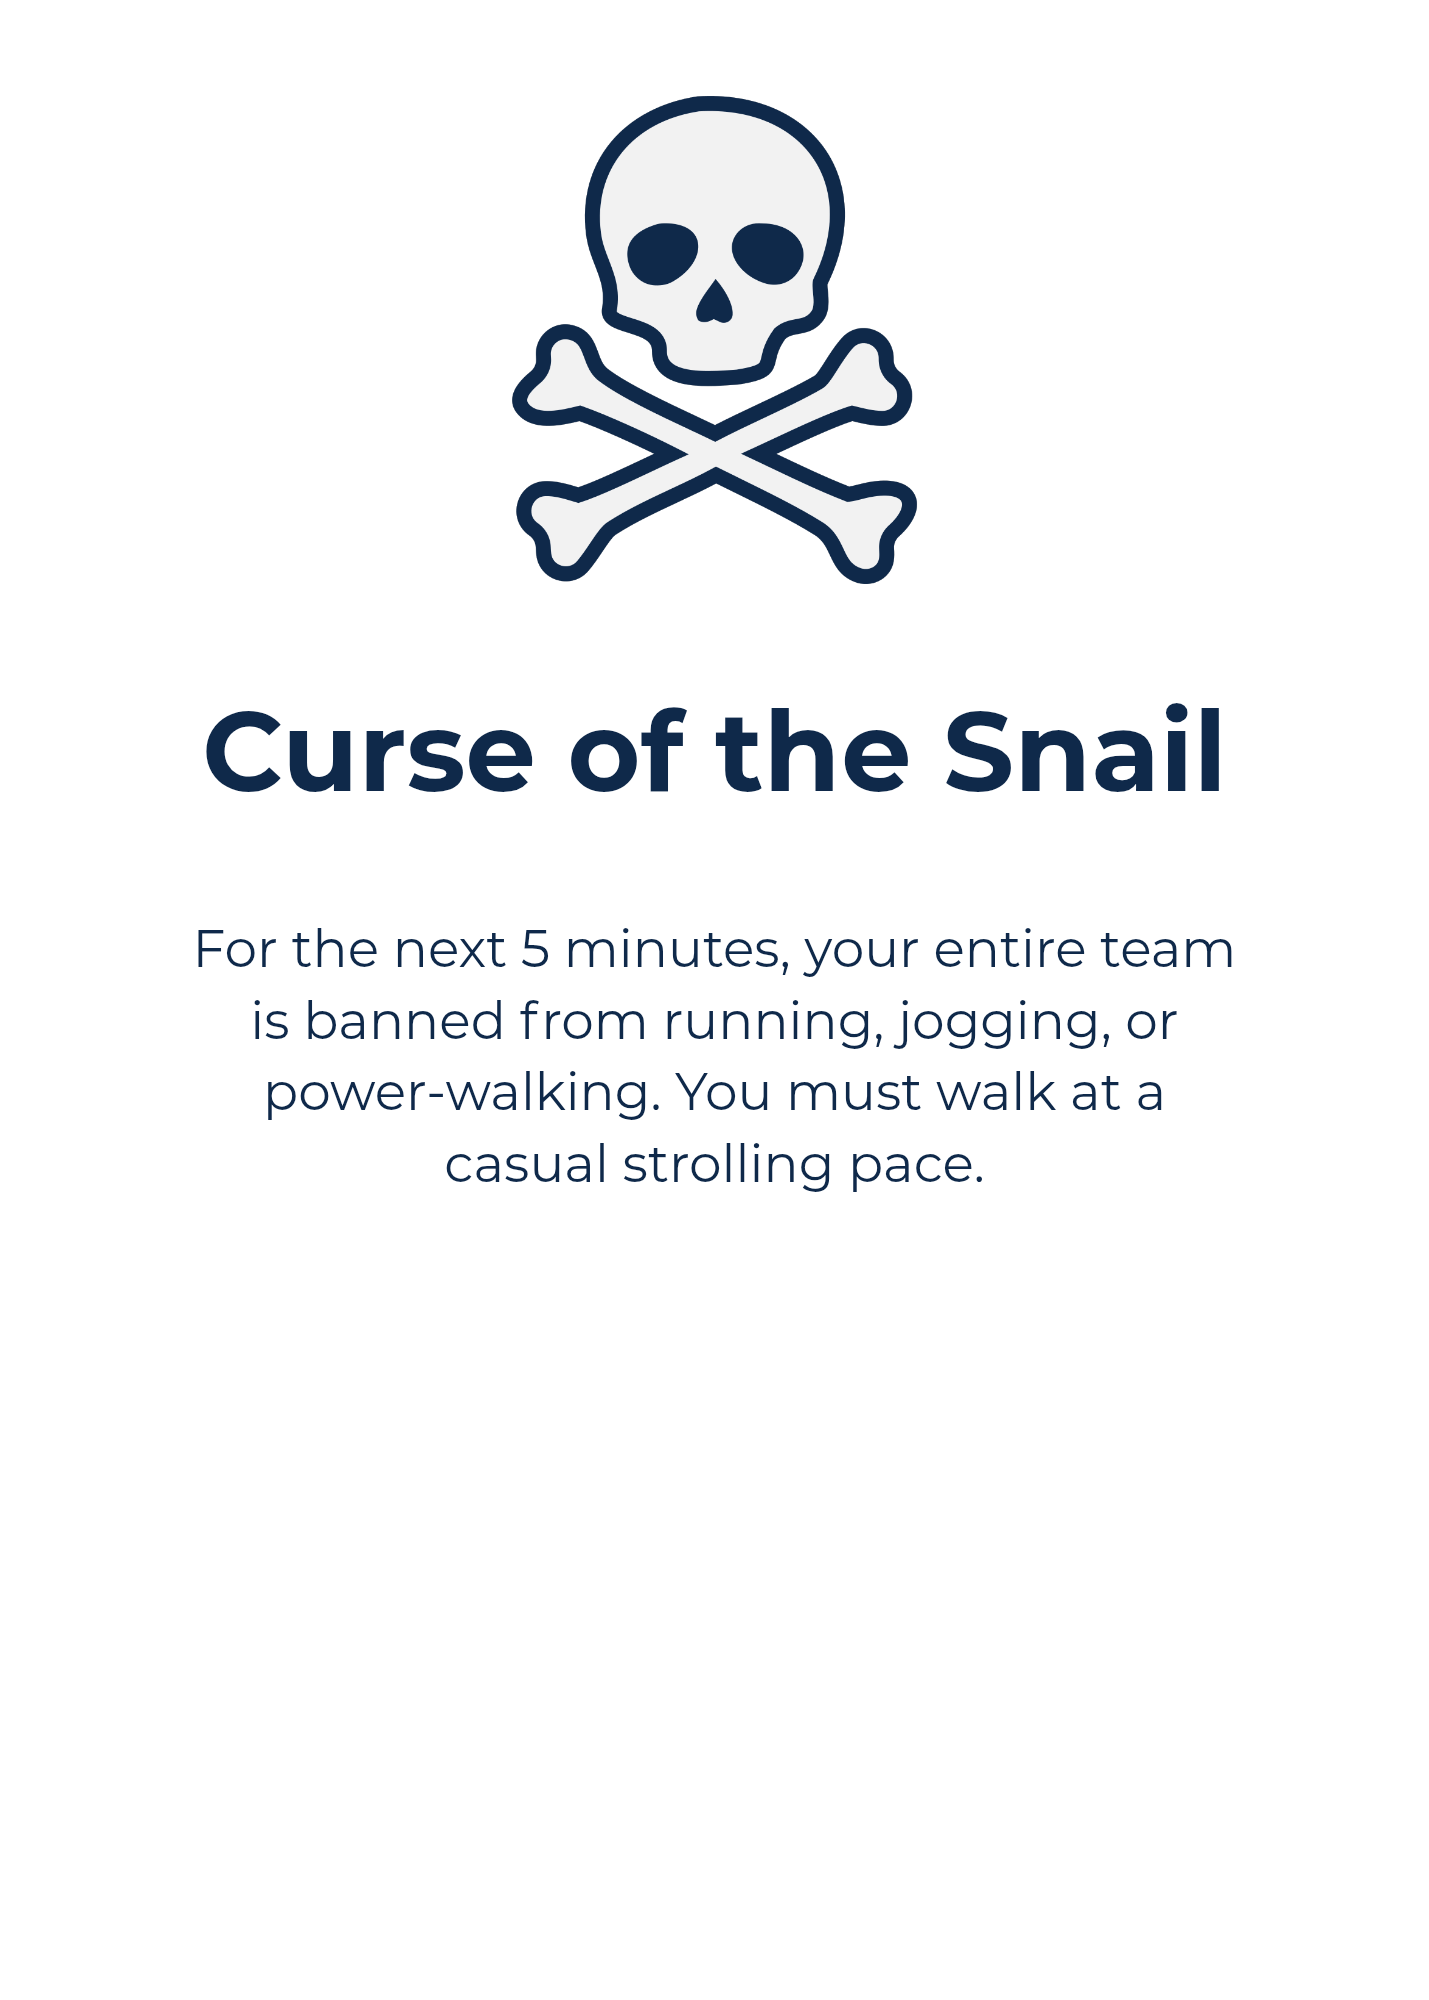 Curse of the Snail
For the next 5 minutes, your entire team
is banned from running, jogging, or
power-walking. You must walk at a
casual strolling pace.